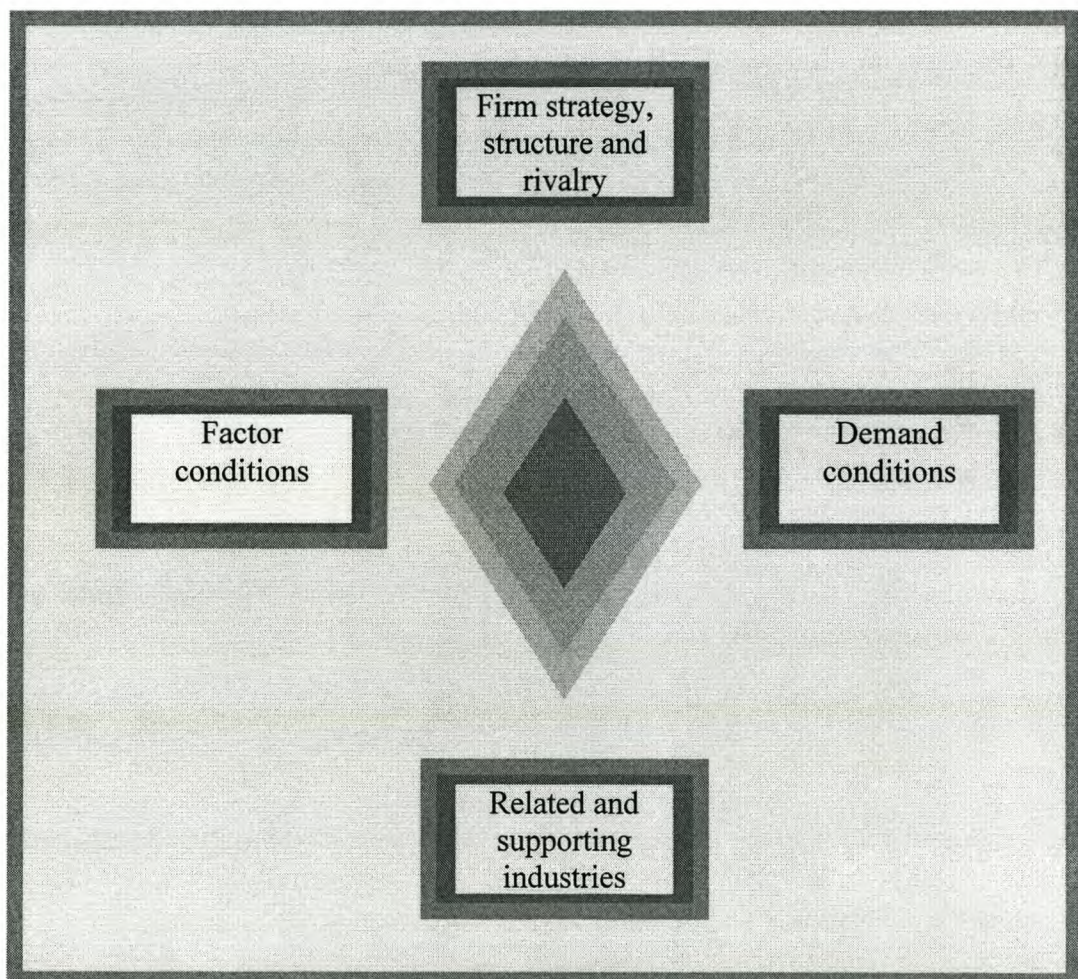 Firm strategy,
structure and
rivalry
Factor
conditions
Demand
conditions
Related and
supporting
industries